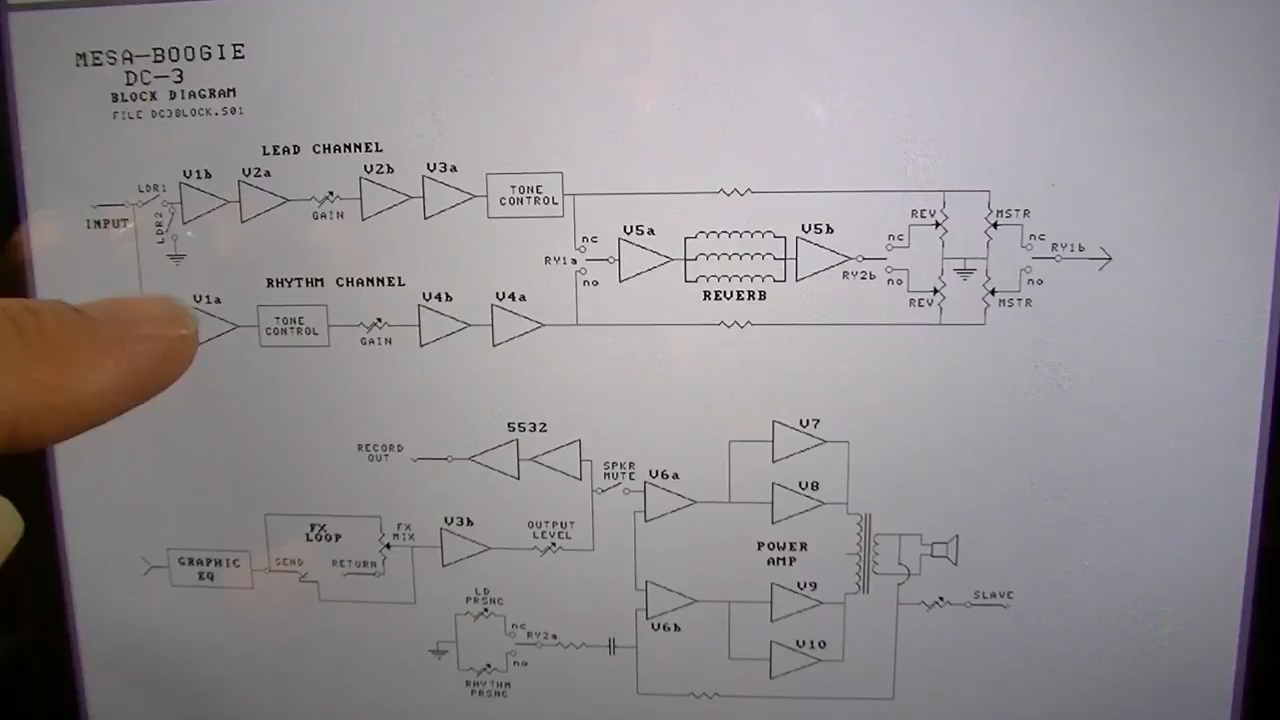 MESA-BOOGIE
DC-3
BLOCK DIAGRAM
FILE DC3BLOCK.S01
LEAD CHANNEL
V1b
V2a
V2b
V3a
LDR1
LDR2
INPUT
GAIN
TONE
CONTROL
nc
RY1a
no
V5a
REVERB
V5b
nc
RY2b
no
REV
REV
MSTR
MSTR
nc
RY1b
no
RHYTHM CHANNEL
V1a
TONE
CONTROL
GAIN
V4b
V4a
RECORD
OUT
5532
SPKR
MUTE
V6a
V7
V8
FX
LOOP
FX
MIX
V3b
OUTPUT
LEVEL
POWER
AMP
GRAPHIC
EQ
SEND
RETURN
V9
SLAVE
LD
PRSNC
nc
RY2a
no
V6b
V10
RHYTHM
PRSNC